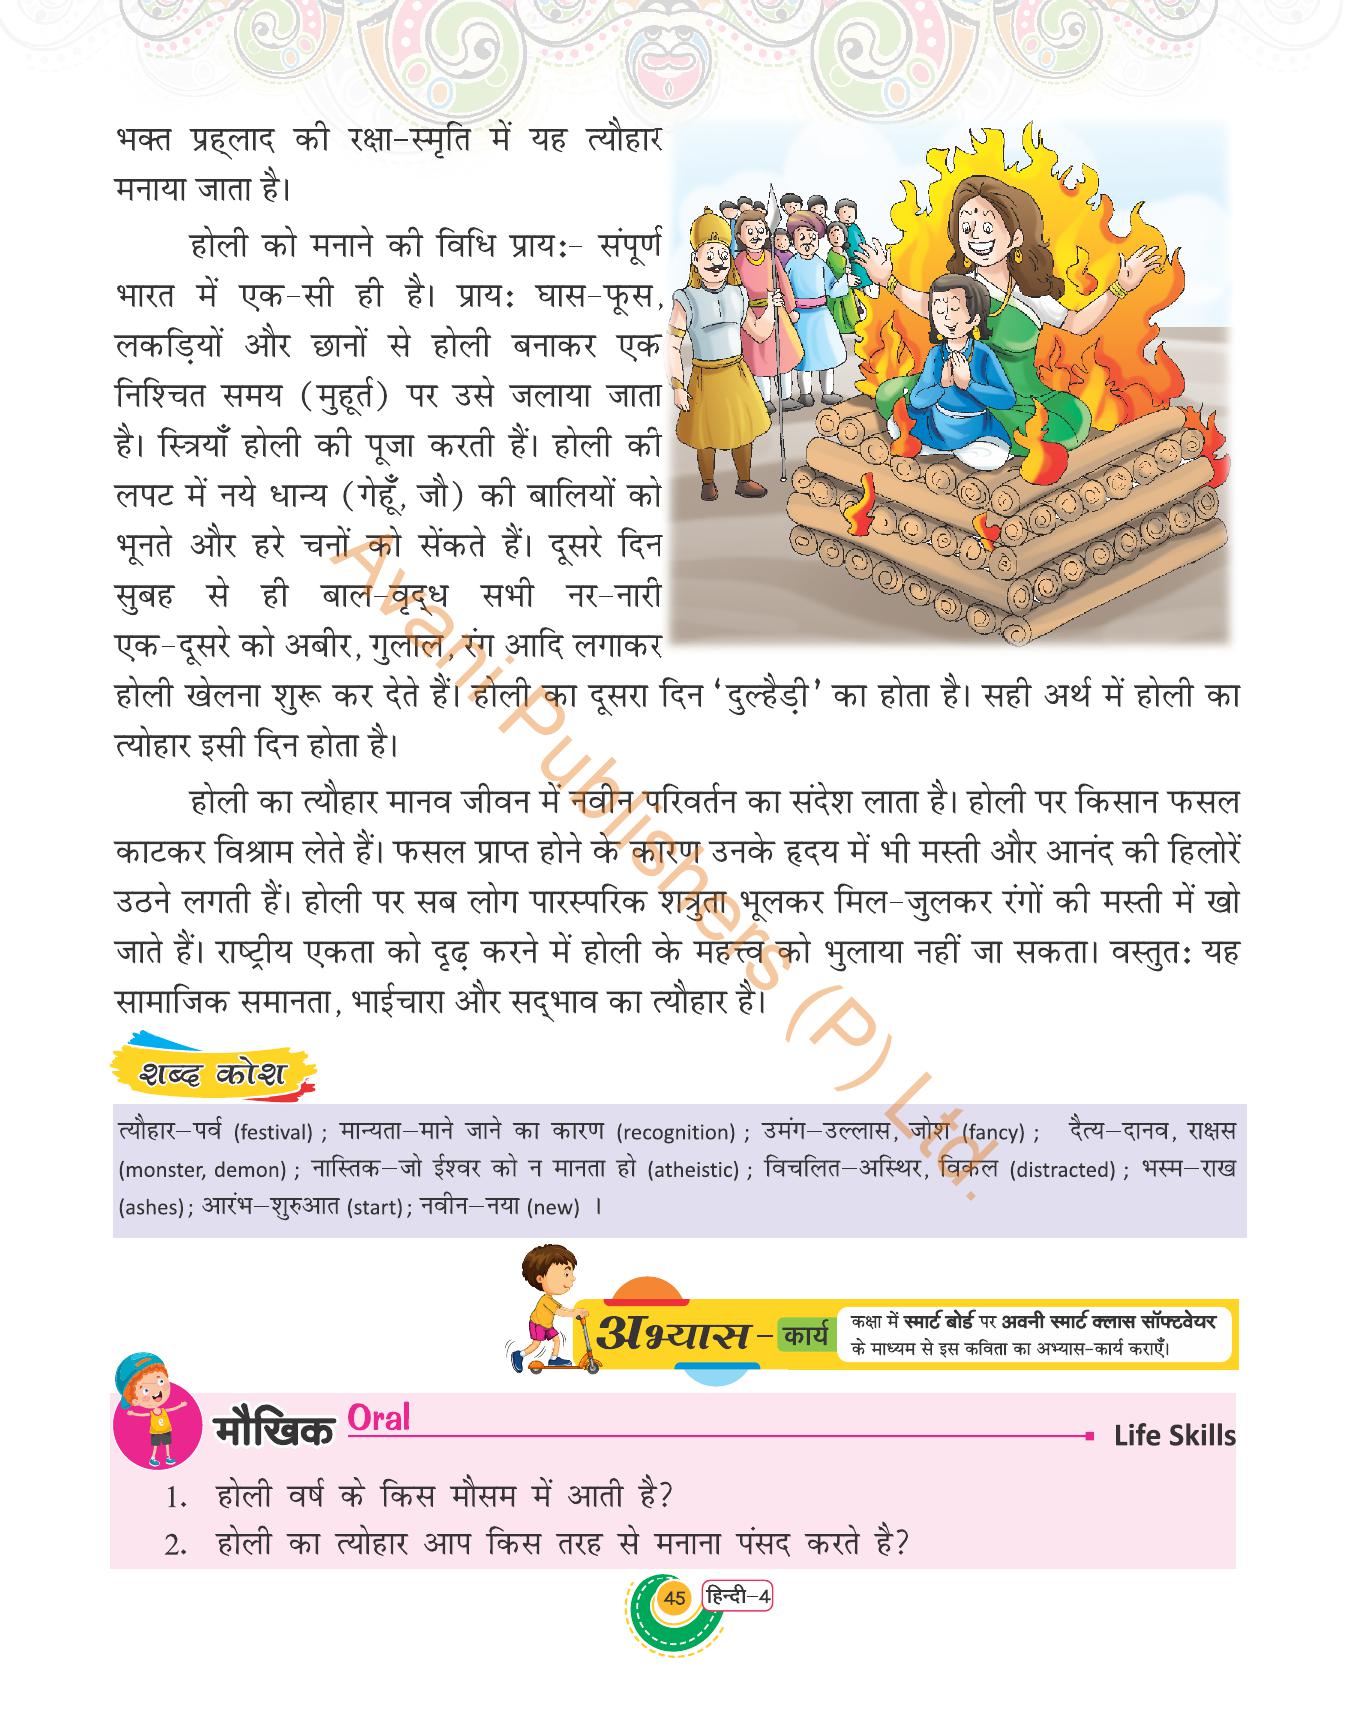 भक्त प्रह्लाद की रक्षा-स्मृति में यह त्यौहार
मनाया जाता है।
होली को मनाने की विधि प्रायः- संपूर्ण
भारत में एक-सी ही है। प्रायः घास-फूस,
लकड़ियों और छानों से होली बनाकर एक
निश्चित समय (मुहूर्त) पर उसे जलाया जाता
है। स्त्रियाँ होली की पूजा करती हैं। होली की
लपट में नये धान्य (गेहूँ, जौ) की बालियों को
भूनते और हरे चनों को सेंकते हैं। दूसरे दिन
सुबह से ही बाल-वृद्ध सभी नर-नारी
एक-दूसरे को अबीर, गुलाल, रंग आदि लगाकर
होली खेलना शुरू कर देते हैं। होली का दूसरा दिन ‘दुल्हैड़ी’ का होता है। सही अर्थ में होली का
त्योहार इसी दिन होता है।
होली का त्यौहार मानव जीवन में नवीन परिवर्तन का संदेश लाता है। होली पर किसान फसल
काटकर विश्राम लेते हैं। फसल प्राप्त होने के कारण उनके हृदय में भी मस्ती और आनंद की हिलोरें
उठने लगती हैं। होली पर सब लोग पारस्परिक शत्रुता भूलकर मिल-जुलकर रंगों की मस्ती में खो
जाते हैं। राष्ट्रीय एकता को दृढ़ करने में होली के महत्त्व को भुलाया नहीं जा सकता। वस्तुतः यह
सामाजिक समानता, भाईचारा और सद्भाव का त्यौहार है।
Avani Publishers (P) Ltd.
शब्द कोश
त्यौहार–पर्व (festival) ; मान्यता–माने जाने का कारण (recognition) ; उमंग–उल्लास, जोश (fancy) ; दैत्य–दानव, राक्षस
(monster, demon) ; नास्तिक–जो ईश्वर को न मानता हो (atheistic) ; विचलित–अस्थिर, विकल (distracted) ; भस्म–राख
(ashes) ; आरंभ–शुरुआत (start) ; नवीन–नया (new) ।
अभ्यास - कार्य
कक्षा में स्मार्ट बोर्ड पर अवनी स्मार्ट क्लास सॉफ्टवेयर
के माध्यम से इस कविता का अभ्यास-कार्य कराएँ।
मौखिक Oral Life Skills
1. होली वर्ष के किस मौसम में आती है?
2. होली का त्योहार आप किस तरह से मनाना पंसद करते है?
45 हिन्दी–4